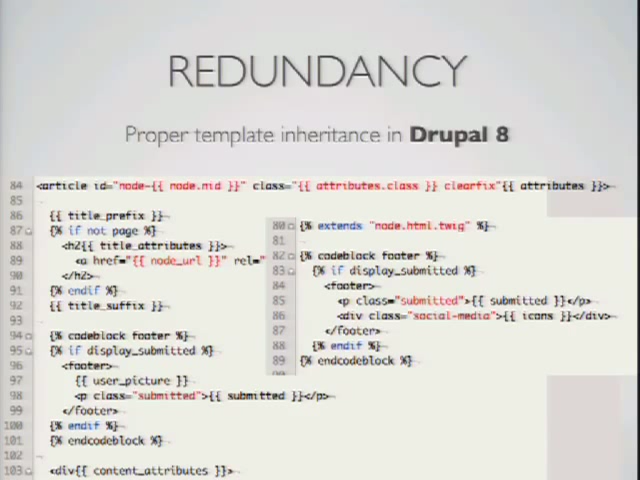 REDUNDANCY
Proper template inheritance in Drupal 8
84 <article id="node-{{ node.nid }}" class="{{ attributes.class }} clearfix"{{ attributes }}>
85
86 {{ title_prefix }}
87 {% if not page %}
88 <h2{{ title_attributes }}>
89 <a href="{{ node_url }}" rel="
90 </h2>
91 {% endif %}
92 {{ title_suffix }}
93
94 {% codeblock footer %}
95 {% if display_submitted %}
96 <footer>
97 {{ user_picture }}
98 <p class="submitted">{{ submitted }}</p>
99 </footer>
100 {% endif %}
101 {% endcodeblock %}
102
103 <div{{ content_attributes }}>
80 {% extends "node.html.twig" %}
81
82 {% codeblock footer %}
83 {% if display_submitted %}
84 <footer>
85 <p class="submitted">{{ submitted }}</p>
86 <div class="social-media">{{ icons }}</div>
87 </footer>
88 {% endif %}
89 {% endcodeblock %}